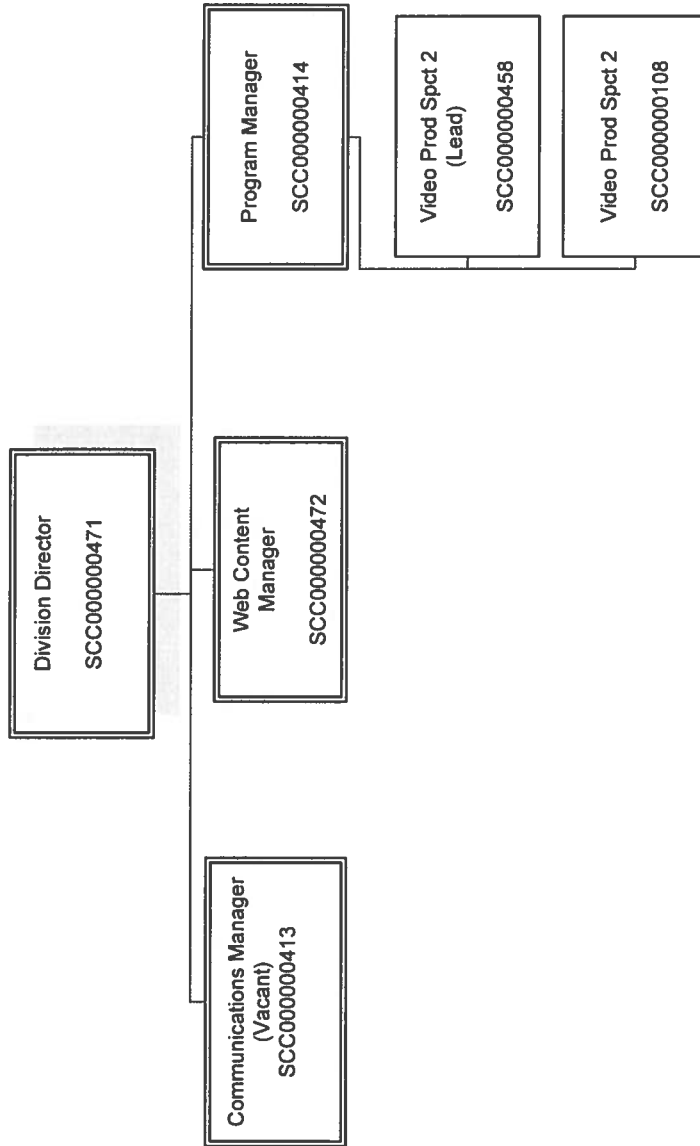 Division Director
SCC000000471
Communications Manager
(Vacant)
SCC000000413
Web Content
Manager
SCC000000472
Program Manager
SCC000000414
Video Prod Spct 2
(Lead)
SCC000000458
Video Prod Spct 2
SCC000000108